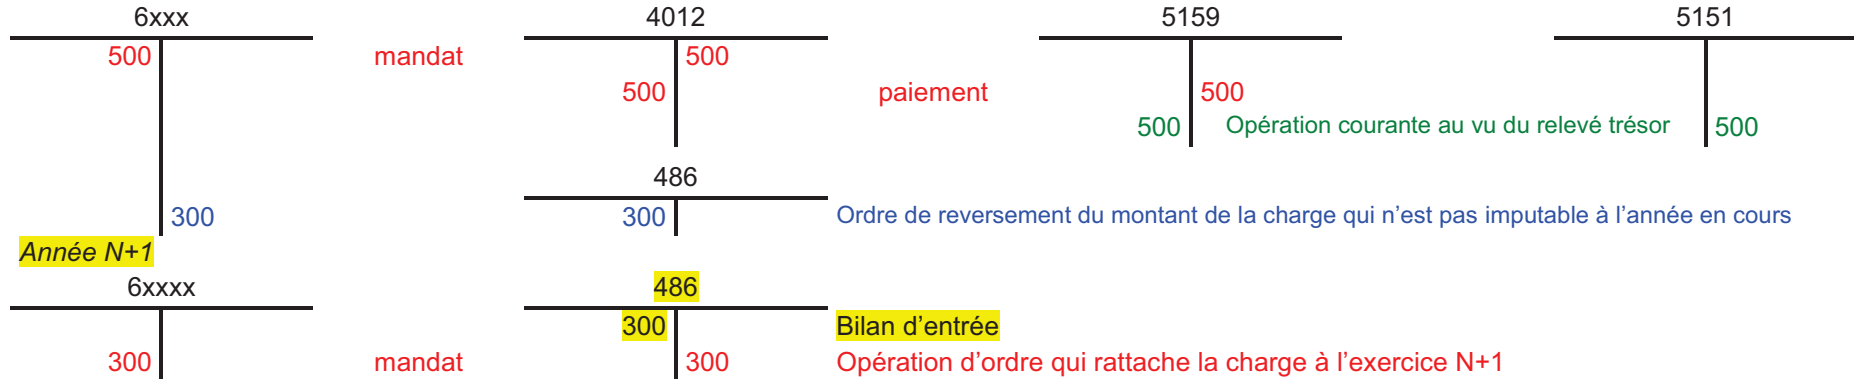 6xxx 4012 5159 5151
500 mandat 500
500 paiement 500
500 Opération courante au vu du relevé trésor 500
486
300 300 Ordre de reversement du montant de la charge qui n’est pas imputable à l’année en cours
Année N+1
6xxxx 486
300 Bilan d’entrée
300 mandat 300 Opération d’ordre qui rattache la charge à l’exercice N+1